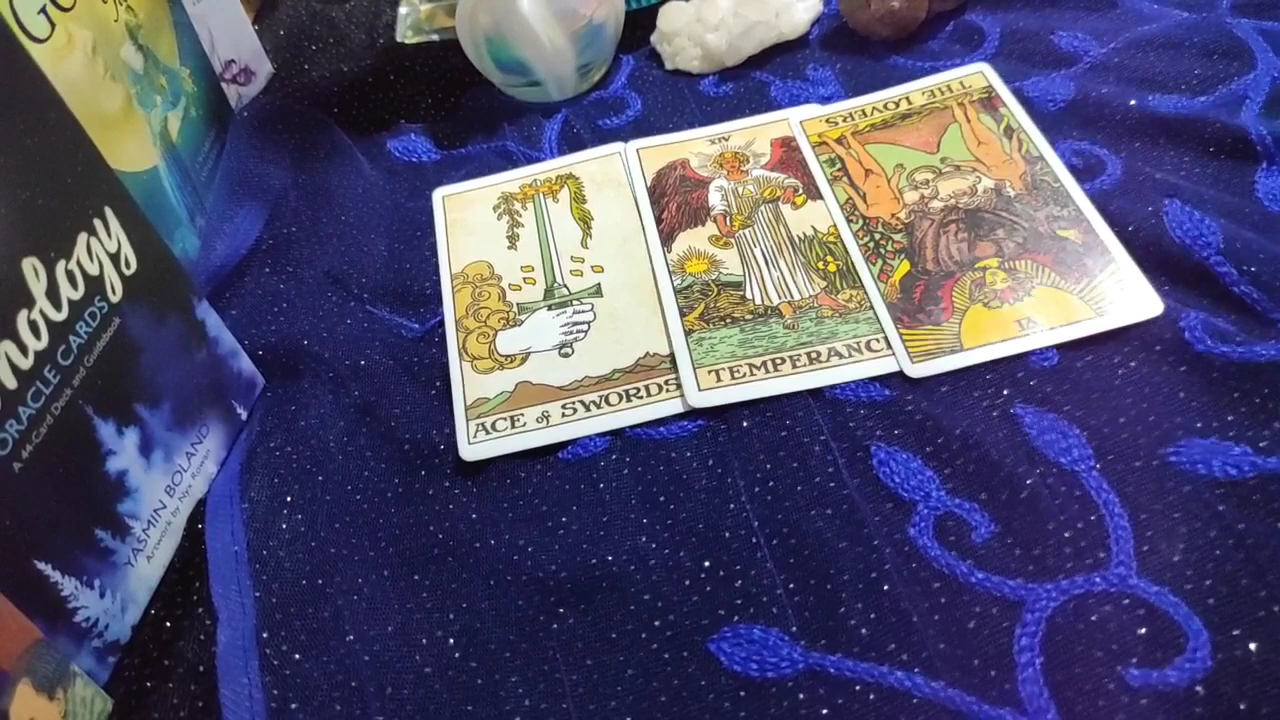 nology
ORACLE CARDS
A 44-Card Deck and Guidebook
YASMIN BOLAND
Artwork by Nyx Rowan
ACE of SWORDS
XIV
TEMPERANC
THE LOVERS.
VI